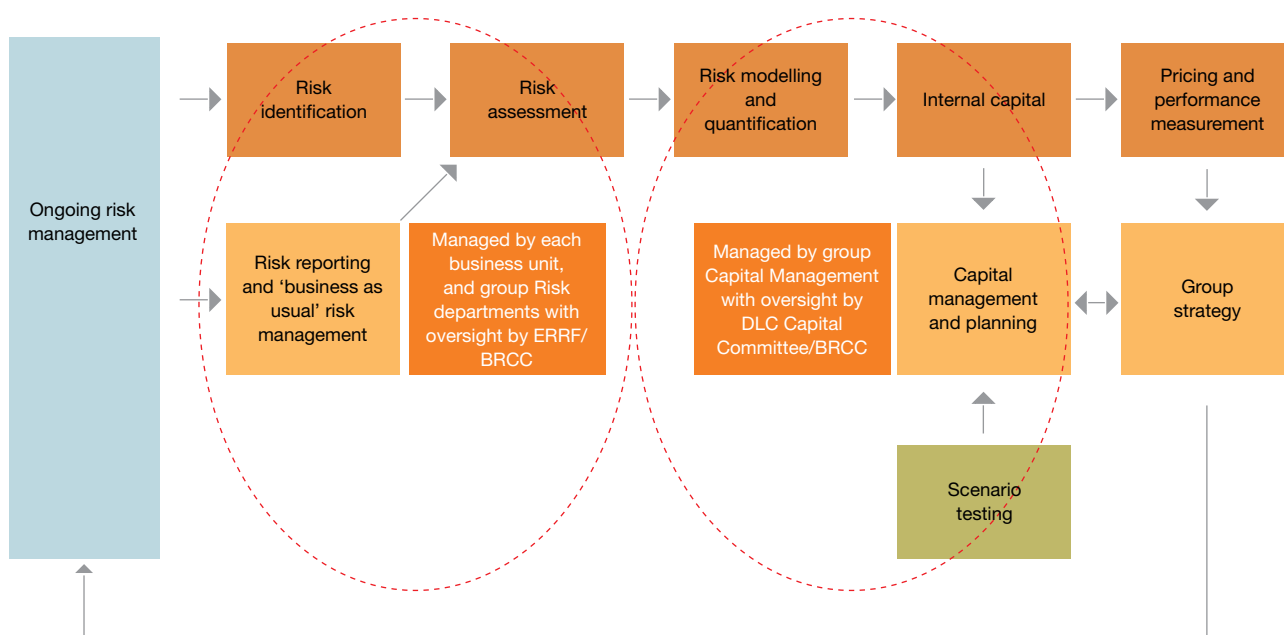 Risk
identification
Risk
assessment
Risk modelling
and
quantification
Internal capital
Pricing and
performance
measurement
Ongoing risk
management
Risk reporting
and ‘business as
usual’ risk
management
Managed by each
business unit,
and group Risk
departments with
oversight by ERRF/
BRCC
Managed by group
Capital Management
with oversight by
DLC Capital
Committee/BRCC
Capital
management
and planning
Group
strategy
Scenario
testing